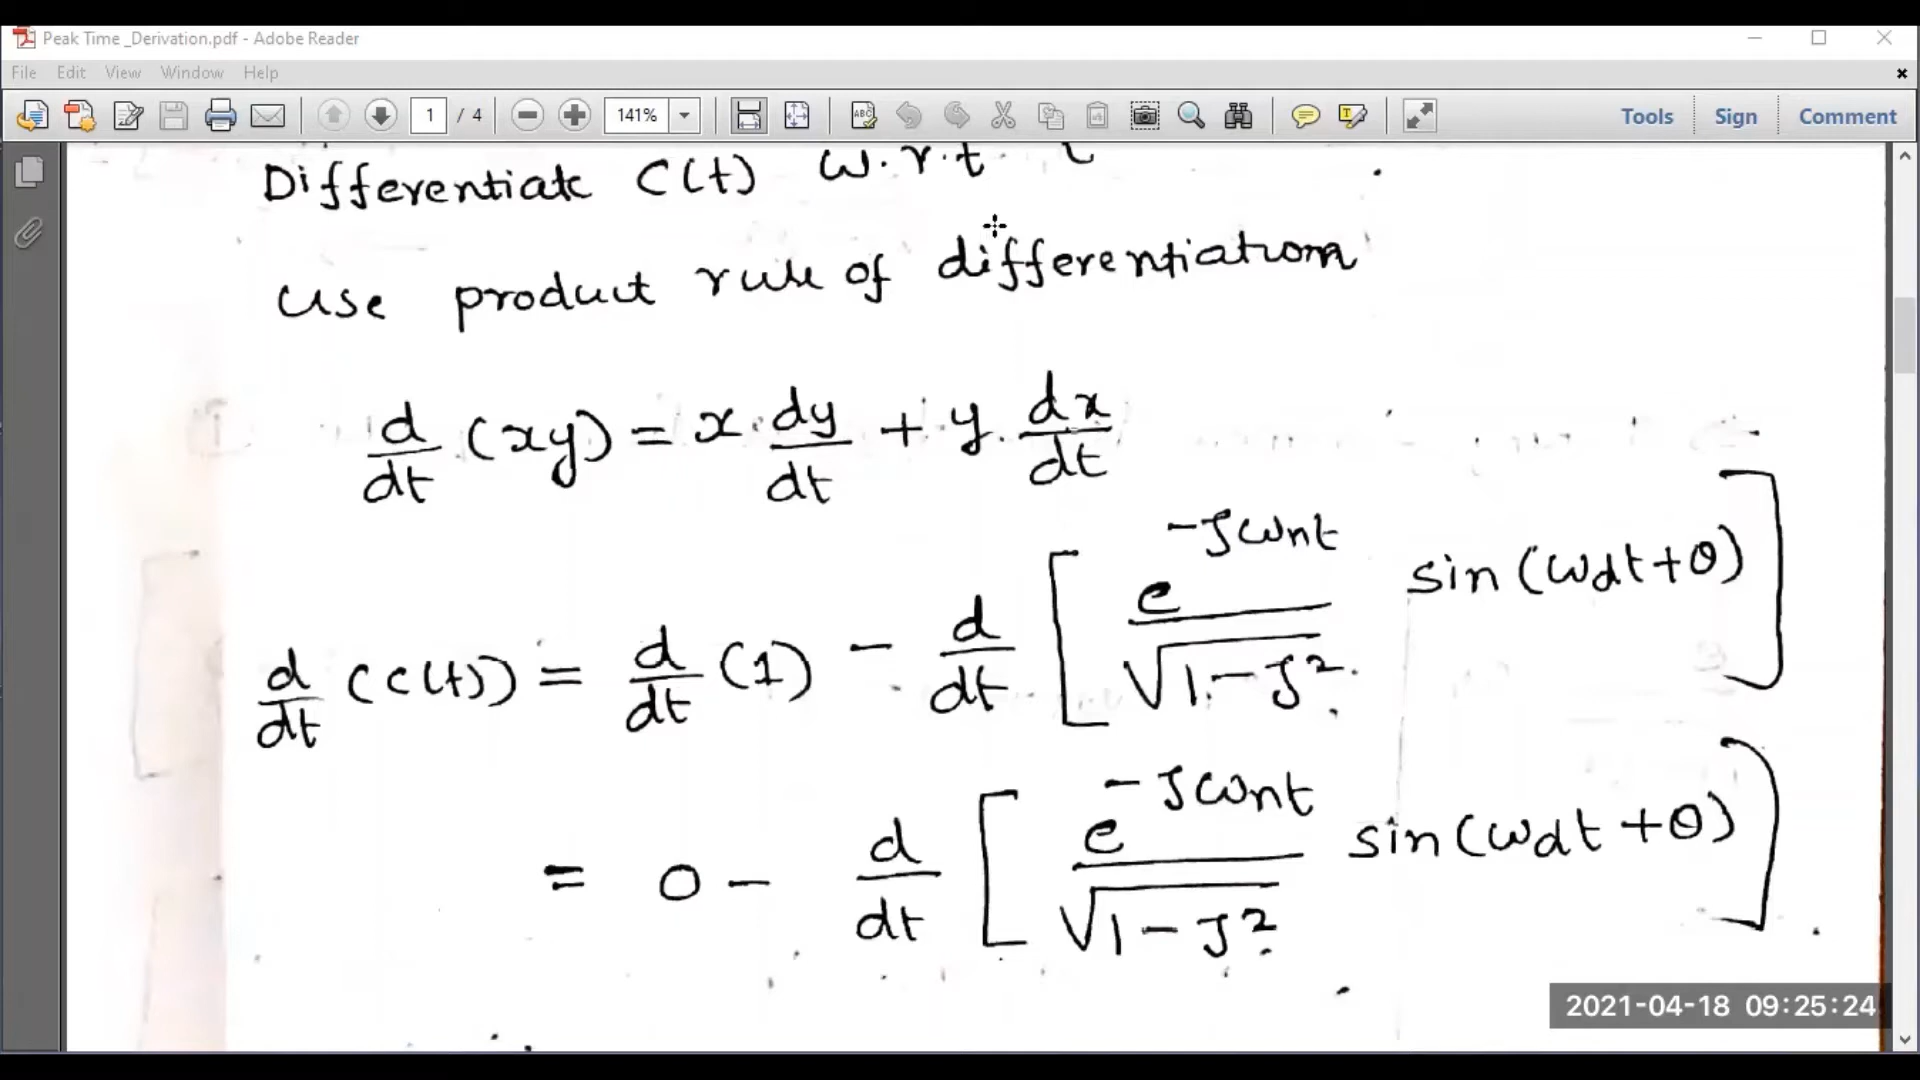 Peak Time _Derivation.pdf - Adobe Reader
File Edit View Window Help
1 / 4 141% Tools Sign Comment
Differentiate C(t) w.r.t t
Use product rule of differentiation
d/dt (xy) = x. dy/dt + y. dx/dt
d/dt (c(t)) = d/dt (1) - d/dt [ e^{-ζωnt} / √(1-ζ²) sin(ωdt+θ) ]
= 0 - d/dt [ e^{-ζωnt} / √(1-ζ²) sin(ωdt+θ) ]
2021-04-18 09:25:24